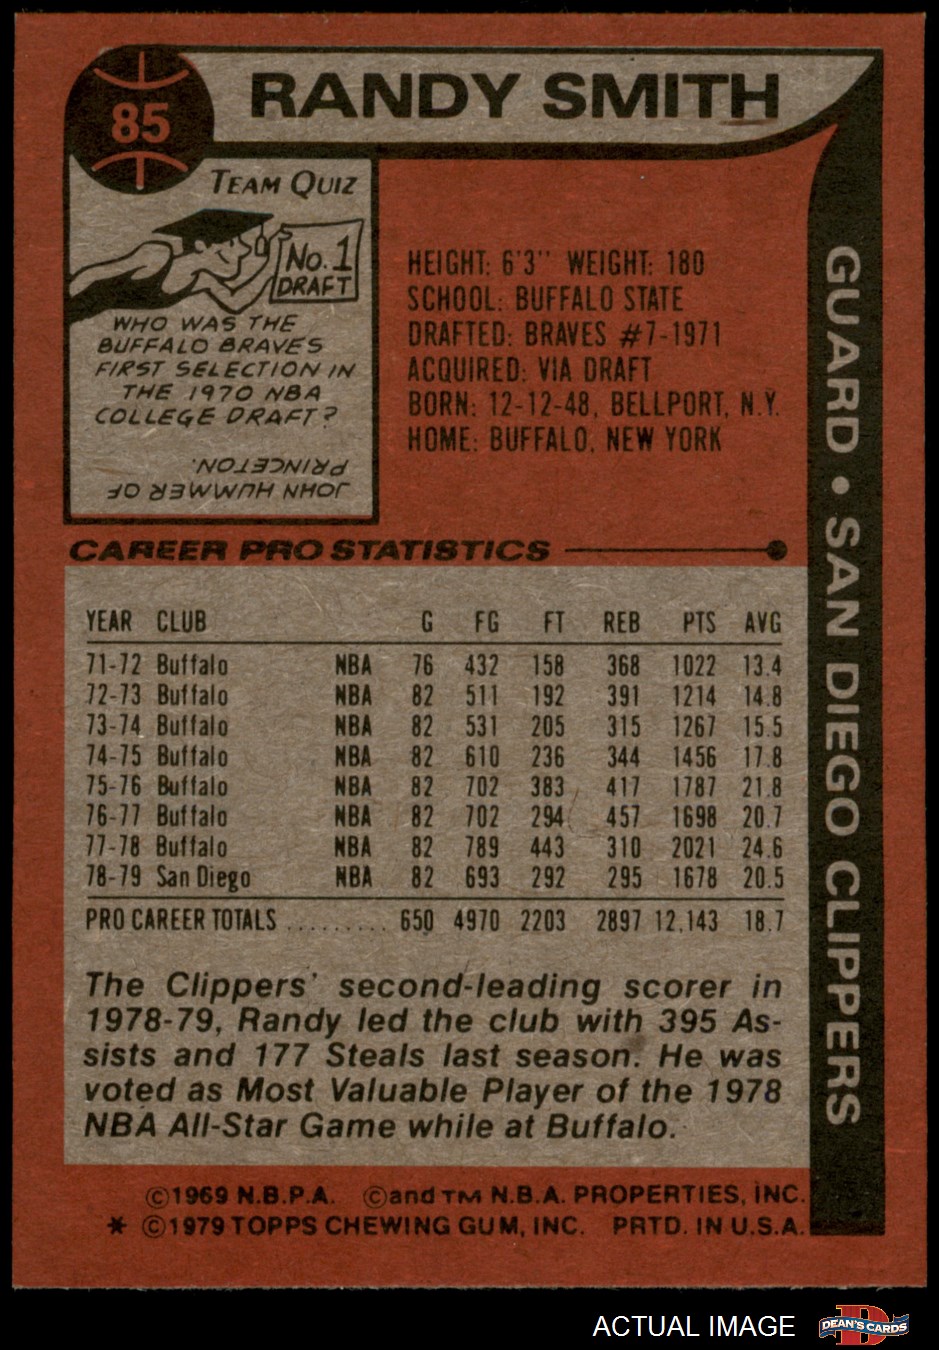 85
RANDY SMITH
TEAM QUIZ
No. 1
DRAFT
WHO WAS THE
BUFFALO BRAVES
FIRST SELECTION IN
THE 1970 NBA
COLLEGE DRAFT?
JOHN HUMMER OF
PRINCETON.
HEIGHT: 6'3" WEIGHT: 180
SCHOOL: BUFFALO STATE
DRAFTED: BRAVES #7-1971
ACQUIRED: VIA DRAFT
BORN: 12-12-48, BELLPORT, N.Y.
HOME: BUFFALO, NEW YORK
GUARD • SAN DIEGO CLIPPERS
CAREER PRO STATISTICS
YEAR CLUB G FG FT REB PTS AVG
71-72 Buffalo NBA 76 432 158 368 1022 13.4
72-73 Buffalo NBA 82 511 192 391 1214 14.8
73-74 Buffalo NBA 82 531 205 315 1267 15.5
74-75 Buffalo NBA 82 610 236 344 1456 17.8
75-76 Buffalo NBA 82 702 383 417 1787 21.8
76-77 Buffalo NBA 82 702 294 457 1698 20.7
77-78 Buffalo NBA 82 789 443 310 2021 24.6
78-79 San Diego NBA 82 693 292 295 1678 20.5
PRO CAREER TOTALS ......... 650 4970 2203 2897 12,143 18.7
The Clippers' second-leading scorer in
1978-79, Randy led the club with 395 As-
sists and 177 Steals last season. He was
voted as Most Valuable Player of the 1978
NBA All-Star Game while at Buffalo.
©1969 N.B.P.A. ©and TM N.B.A. PROPERTIES, INC.
* ©1979 TOPPS CHEWING GUM, INC. PRTD. IN U.S.A.
ACTUAL IMAGE
D
DEAN'S CARDS